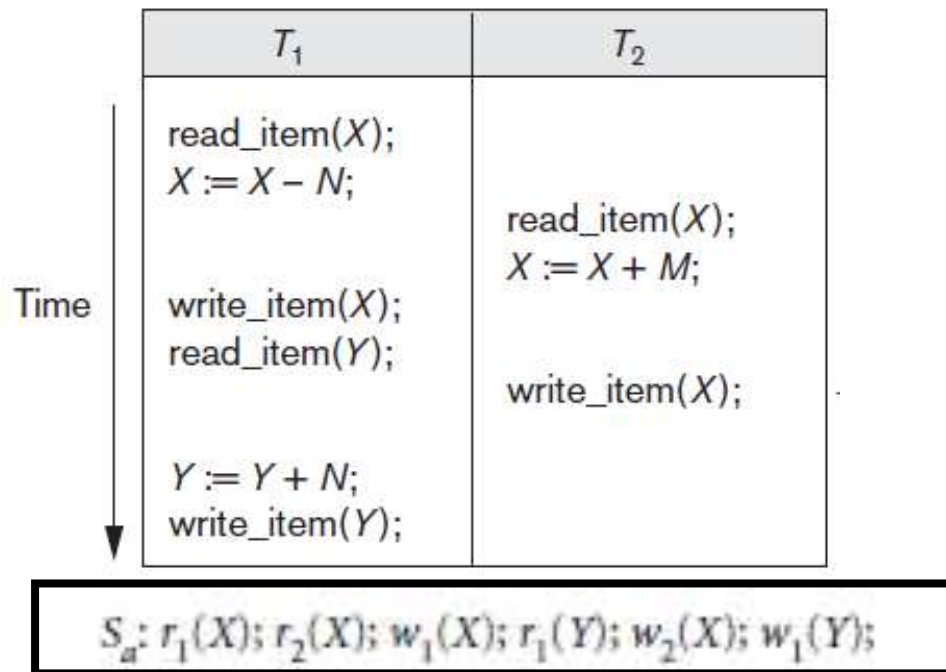 T₁ T₂
read_item(X);
X := X – N;
read_item(X);
X := X + M;
Time
write_item(X);
read_item(Y);
write_item(X);
Y := Y + N;
write_item(Y);
Sₐ: r₁(X); r₂(X); w₁(X); r₁(Y); w₂(X); w₁(Y);